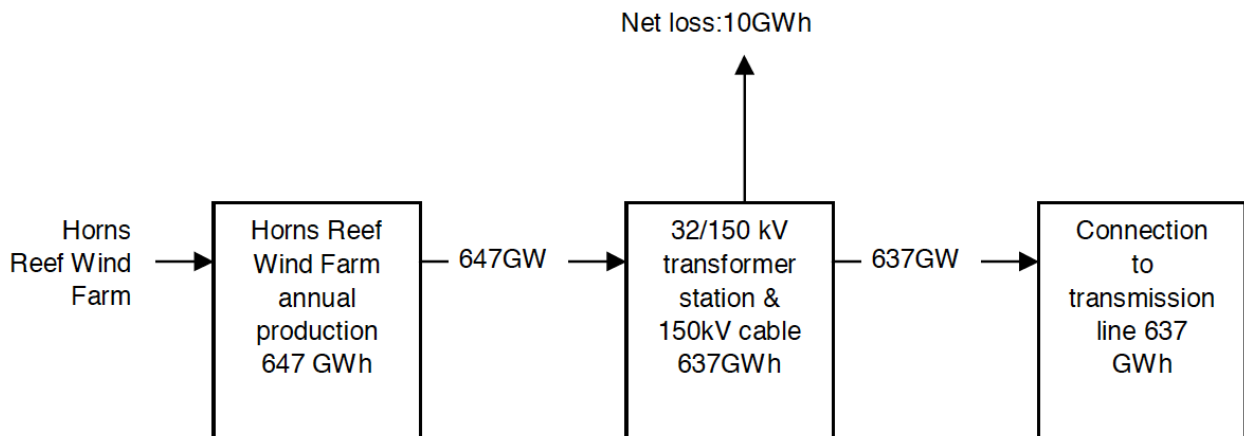 Net loss:10GWh
Horns
Reef Wind
Farm
Horns Reef
Wind Farm
annual
production
647 GWh
647GW
32/150 kV
transformer
station &
150kV cable
637GWh
637GW
Connection
to
transmission
line 637
GWh